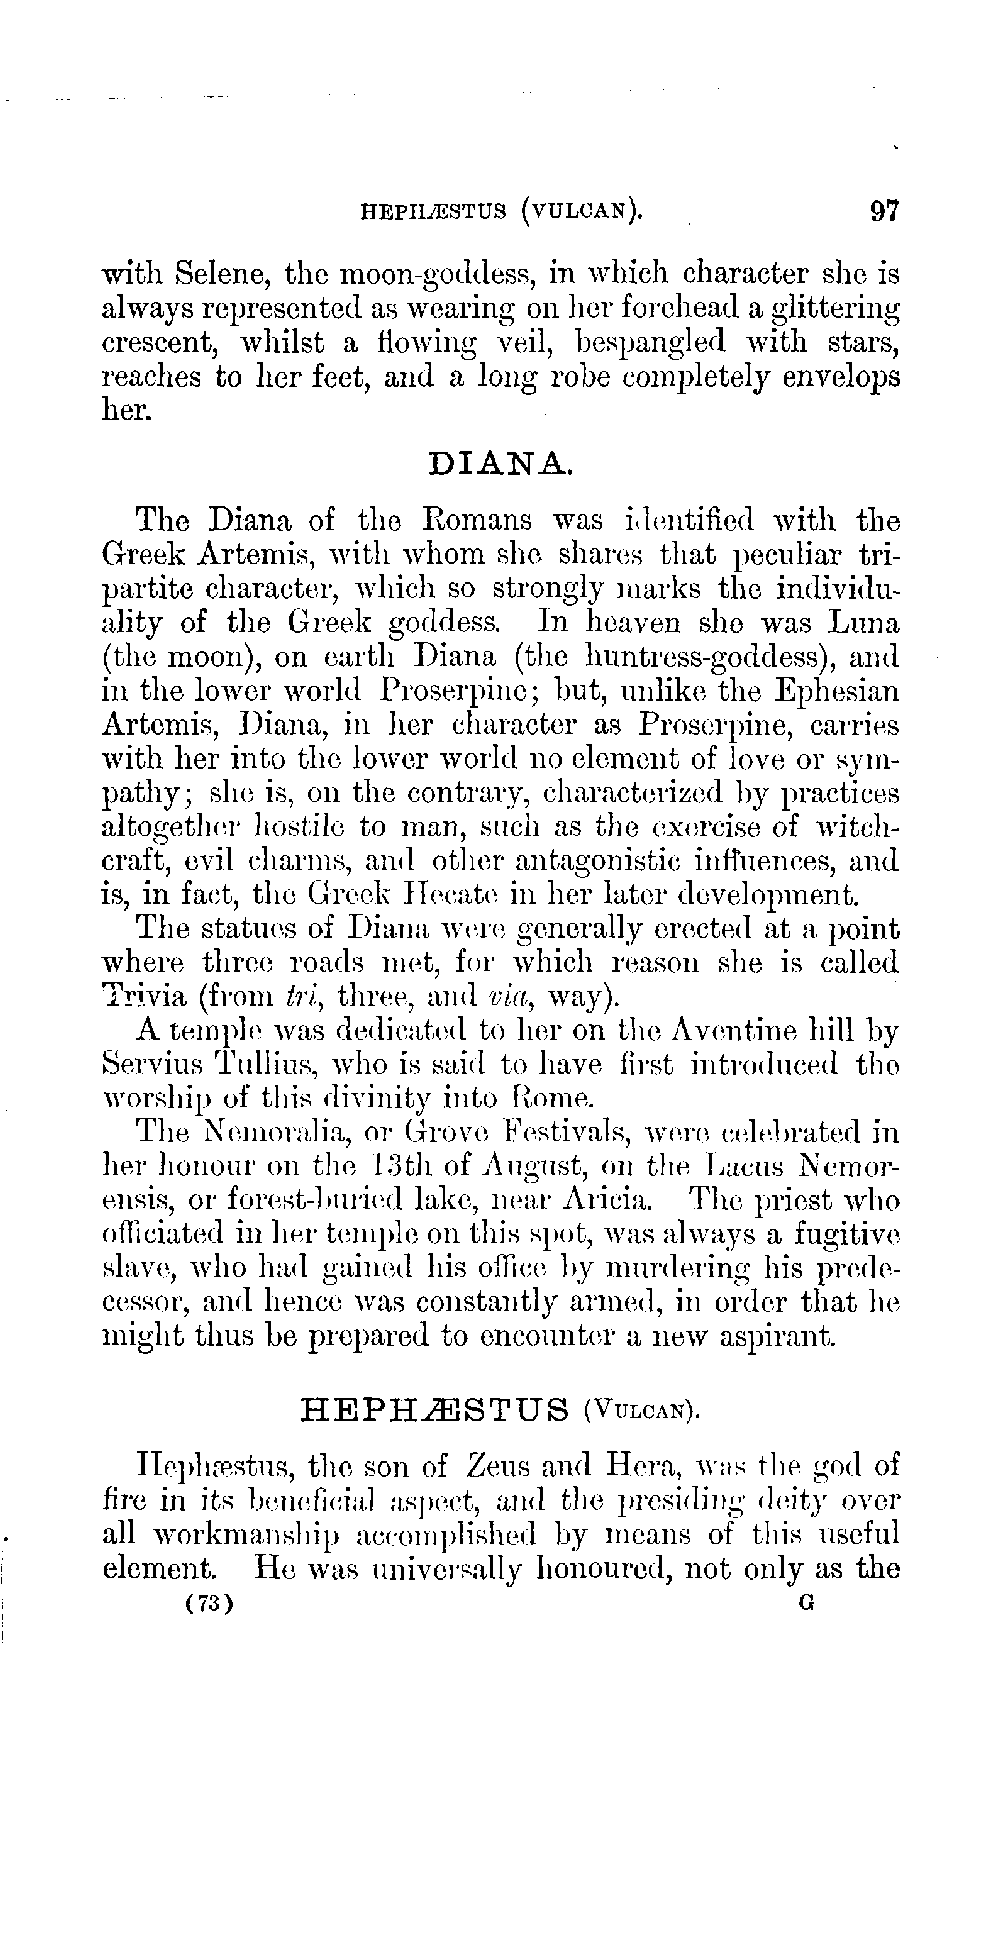 HEPHÆSTUS (VULCAN). 97
with Selene, the moon-goddess, in which character she is
always represented as wearing on her forehead a glittering
crescent, whilst a flowing veil, bespangled with stars,
reaches to her feet, and a long robe completely envelops
her.
DIANA.
The Diana of the Romans was identified with the
Greek Artemis, with whom she shares that peculiar tri-
partite character, which so strongly marks the individu-
ality of the Greek goddess. In heaven she was Luna
(the moon), on earth Diana (the huntress-goddess), and
in the lower world Proserpine; but, unlike the Ephesian
Artemis, Diana, in her character as Proserpine, carries
with her into the lower world no element of love or sym-
pathy; she is, on the contrary, characterized by practices
altogether hostile to man, such as the exercise of witch-
craft, evil charms, and other antagonistic influences, and
is, in fact, the Greek Hecate in her later development.
The statues of Diana were generally erected at a point
where three roads met, for which reason she is called
Trivia (from tri, three, and via, way).
A temple was dedicated to her on the Aventine hill by
Servius Tullius, who is said to have first introduced the
worship of this divinity into Rome.
The Nemoralia, or Grove Festivals, were celebrated in
her honour on the 13th of August, on the Lacus Nemor-
ensis, or forest-buried lake, near Aricia. The priest who
officiated in her temple on this spot, was always a fugitive
slave, who had gained his office by murdering his prede-
cessor, and hence was constantly armed, in order that he
might thus be prepared to encounter a new aspirant.
HEPHÆSTUS (VULCAN).
Hephæstus, the son of Zeus and Hera, was the god of
fire in its beneficial aspect, and the presiding deity over
all workmanship accomplished by means of this useful
element. He was universally honoured, not only as the
(73) G